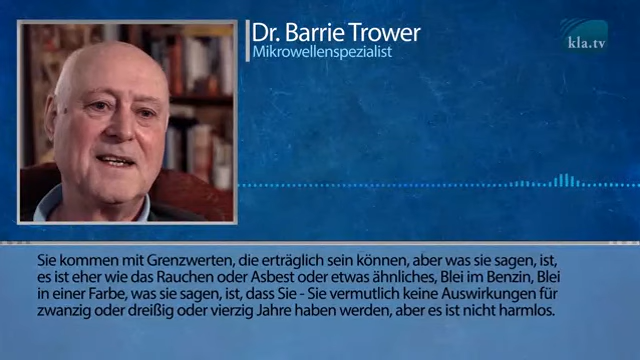 Dr. Barrie Trower
Mikrowellenspezialist
kla.tv
Sie kommen mit Grenzwerten, die erträglich sein können, aber was sie sagen, ist,
es ist eher wie das Rauchen oder Asbest oder etwas ähnliches, Blei im Benzin, Blei
in einer Farbe, was sie sagen, ist, dass Sie - Sie vermutlich keine Auswirkungen für
zwanzig oder dreißig oder vierzig Jahre haben werden, aber es ist nicht harmlos.